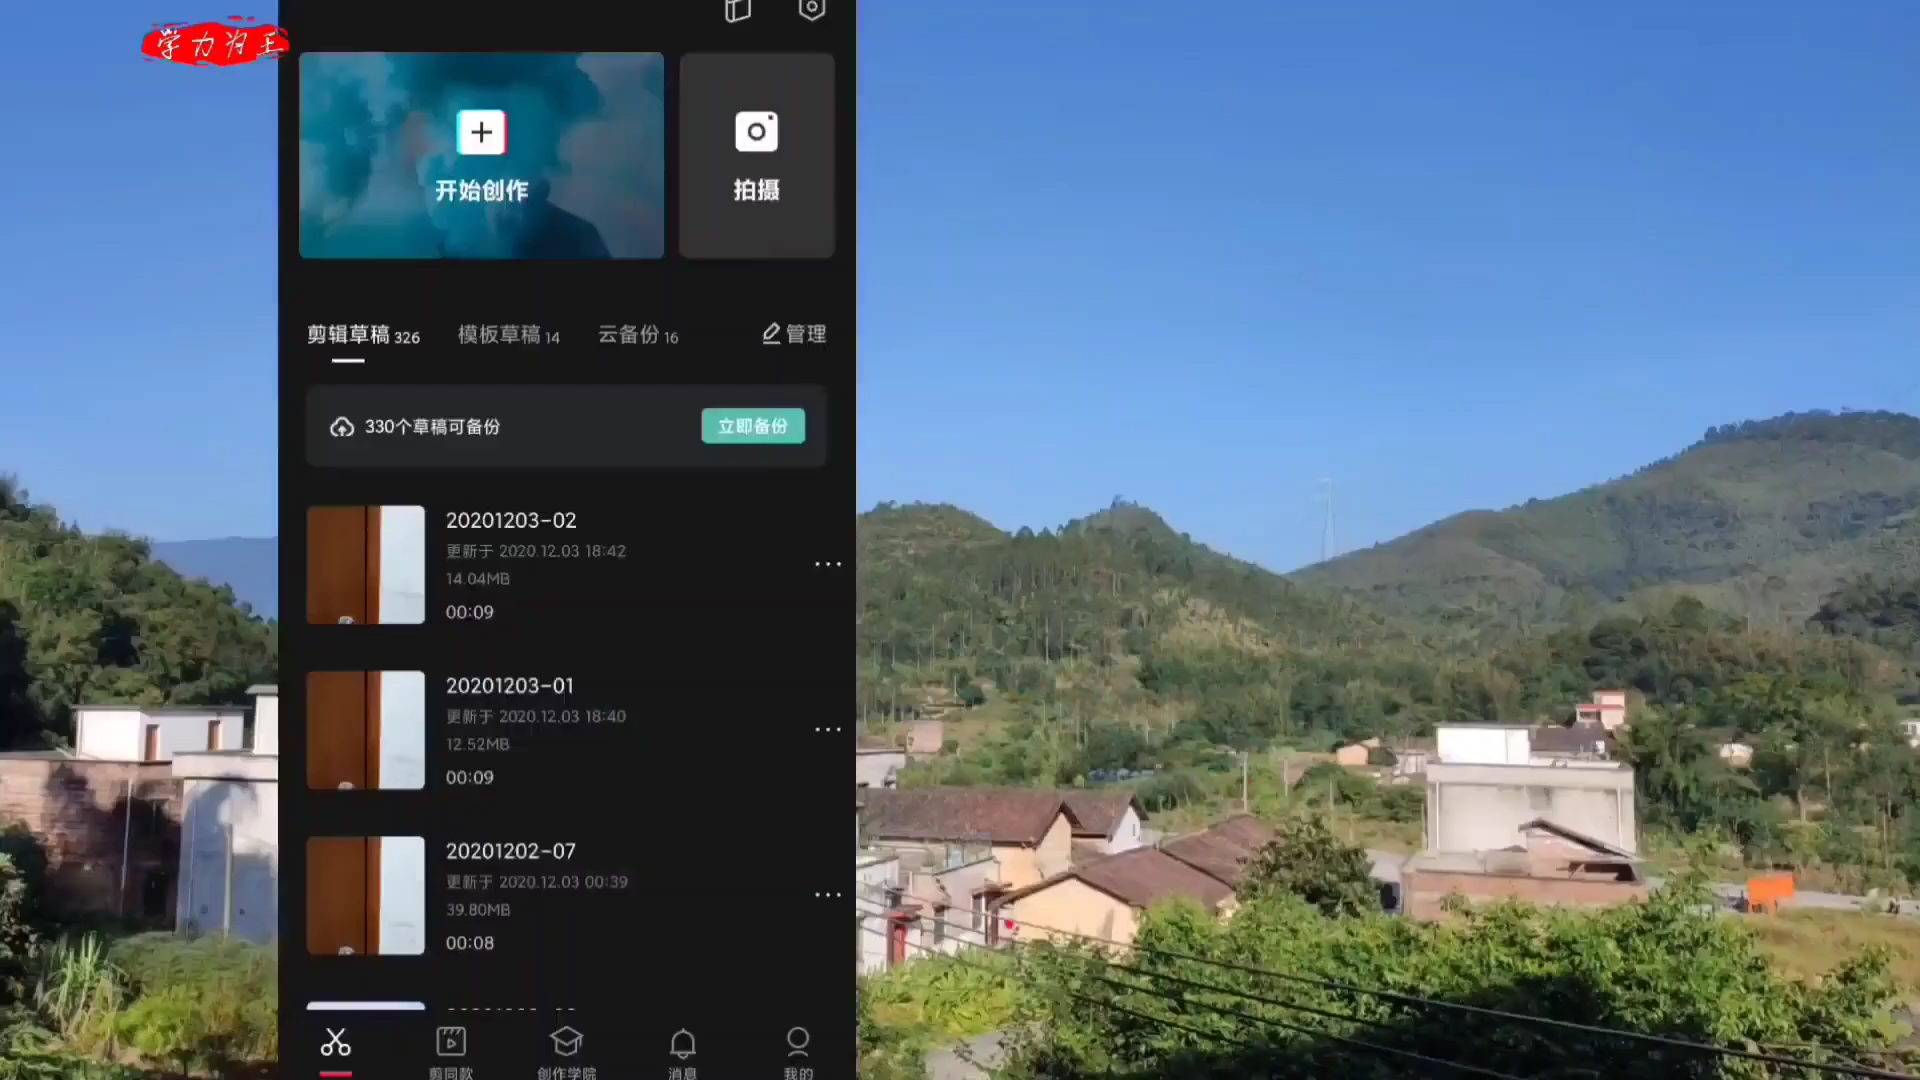 学力为王
开始创作
拍摄
剪辑草稿 326
模板草稿 14
云备份 16
管理
330个草稿可备份
立即备份
20201203-02
更新于 2020.12.03 18:42
14.04MB
00:09
20201203-01
更新于 2020.12.03 18:40
12.52MB
00:09
20201202-07
更新于 2020.12.03 00:39
39.80MB
00:08
剪同款
创作学院
消息
我的